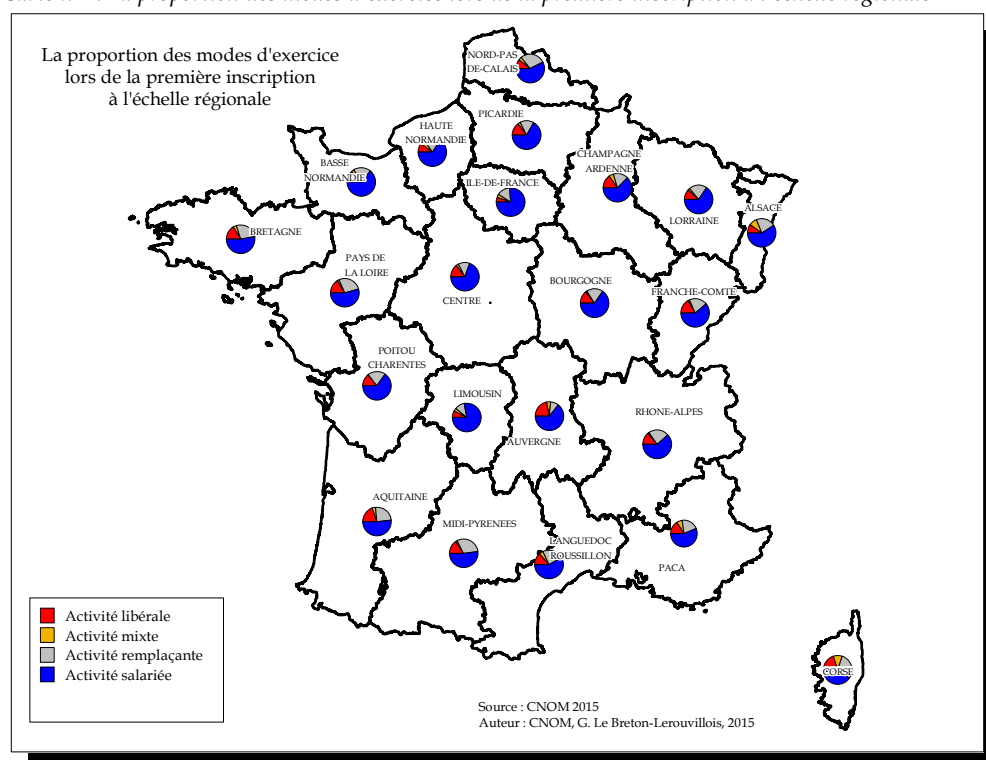 La proportion des modes d'exercice
lors de la première inscription
à l'échelle régionale
NORD-PAS
DE-CALAIS
PICARDIE
HAUTE
NORMANDIE
CHAMPAGNE
ARDENNE
BASSE
NORMANDIE
ILE-DE-FRANCE
LORRAINE
ALSACE
BRETAGNE
PAYS DE
LA LOIRE
CENTRE
BOURGOGNE
FRANCHE-COMTE
POITOU
CHARENTES
LIMOUSIN
AUVERGNE
RHONE-ALPES
AQUITAINE
MIDI-PYRENEES
LANGUEDOC
ROUSSILLON
PACA
CORSE
Activité libérale
Activité mixte
Activité remplaçante
Activité salariée
Source : CNOM 2015
Auteur : CNOM, G. Le Breton-Lerouvillois, 2015